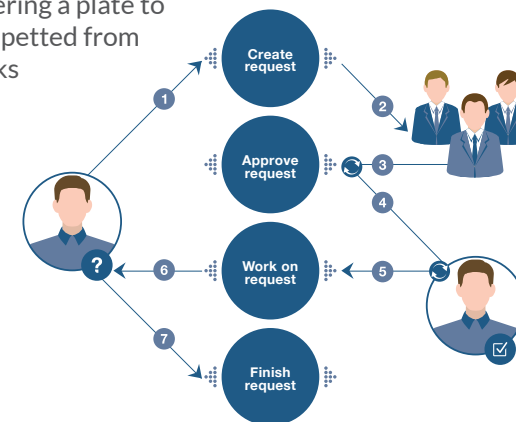 ering a plate to
petted from
ks
Create
request
1
2
Approve
request
3
4
?
Work on
request
6
5
7
Finish
request